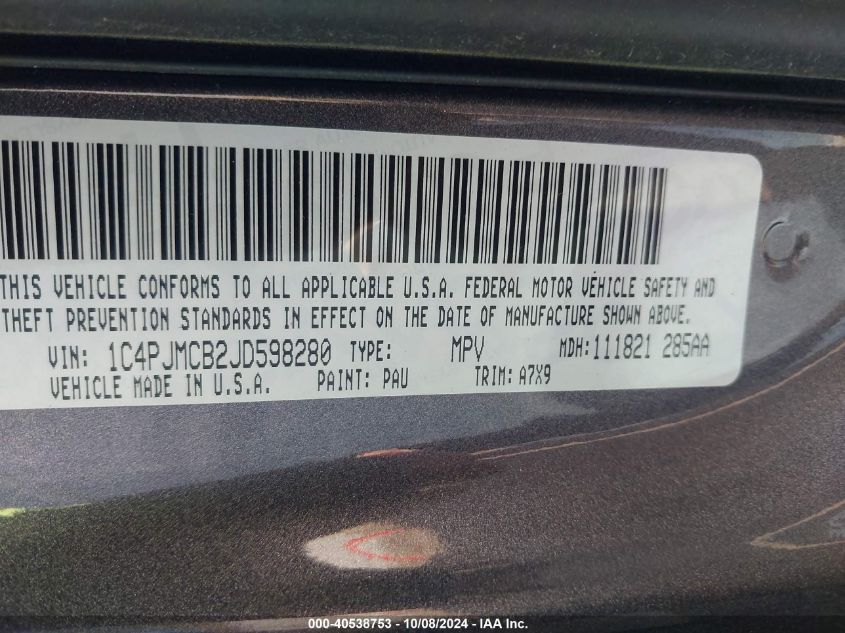 THIS VEHICLE CONFORMS TO ALL APPLICABLE U.S.A. FEDERAL MOTOR VEHICLE SAFETY AND
THEFT PREVENTION STANDARDS IN EFFECT ON THE DATE OF MANUFACTURE SHOWN ABOVE.
VIN: 1C4PJMCB2JD598280 TYPE: MPV MDH: 111821 285AA
VEHICLE MADE IN U.S.A. PAINT: PAU TRIM: A7X9
000-40538753 - 10/08/2024 - IAA Inc.